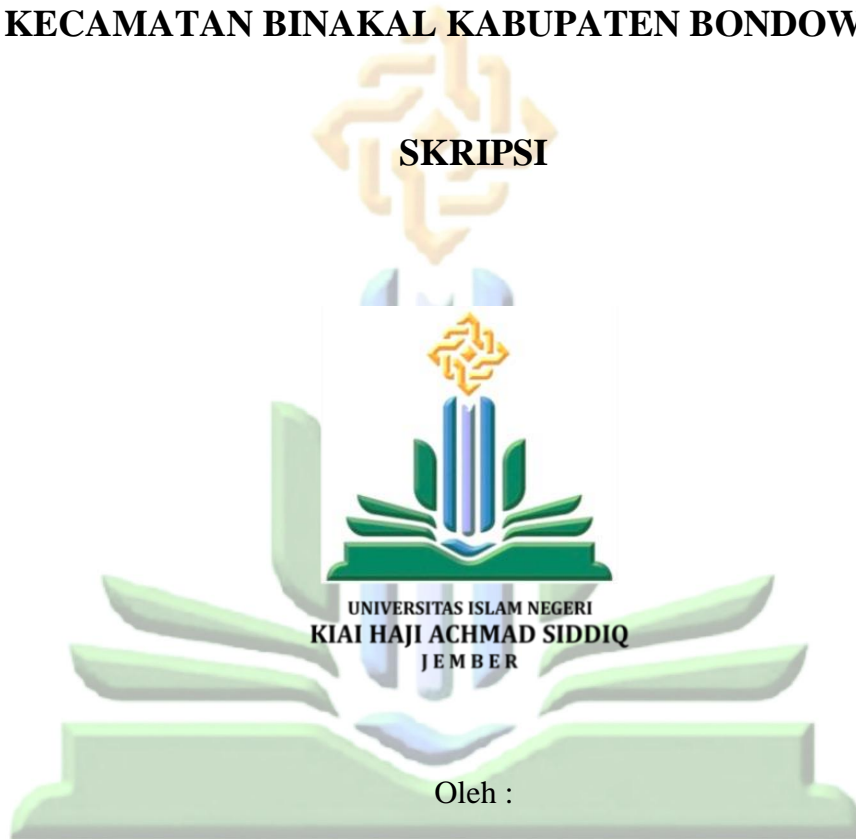 KECAMATAN BINAKAL KABUPATEN BONDOW
SKRIPSI
UNIVERSITAS ISLAM NEGERI
KIAI HAJI ACHMAD SIDDIQ
JEMBER
Oleh :